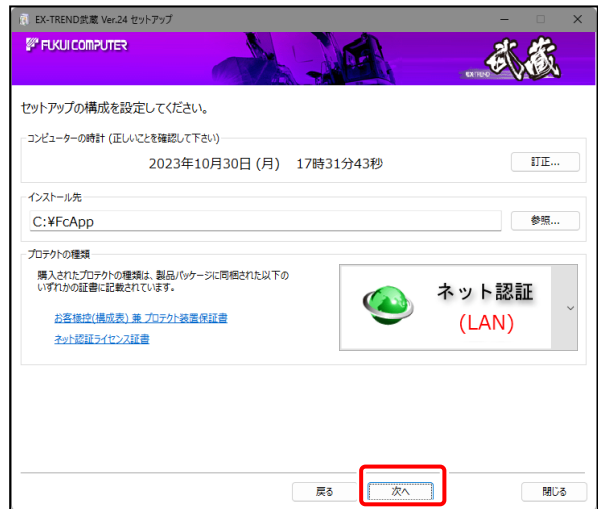 EX-TREND武蔵 Ver.24 セットアップ
FUKUI COMPUTER
EX-TREND 武蔵
セットアップの構成を設定してください。
コンピューターの時計 (正しいことを確認して下さい)
2023年10月30日 (月) 17時31分43秒
訂正...
インストール先
C:¥FcApp
参照...
プロテクトの種類
購入されたプロテクトの種類は、製品パッケージに同梱された以下の
いずれかの証書に記載されています。
お客様控(構成表) 兼 プロテクト装置保証書
ネット認証ライセンス証書
ネット認証
(LAN)
戻る
次へ
閉じる